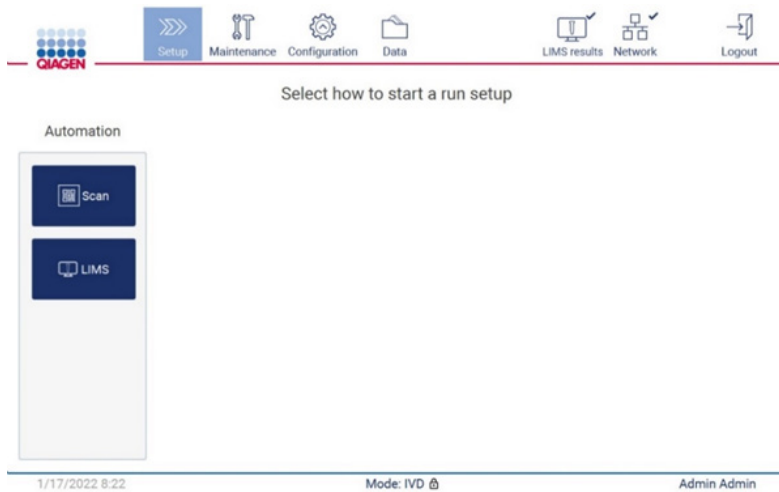 QIAGEN
Setup
Maintenance
Configuration
Data
LIMS results
Network
Logout
Select how to start a run setup
Automation
Scan
LIMS
1/17/2022 8:22
Mode: IVD
Admin Admin